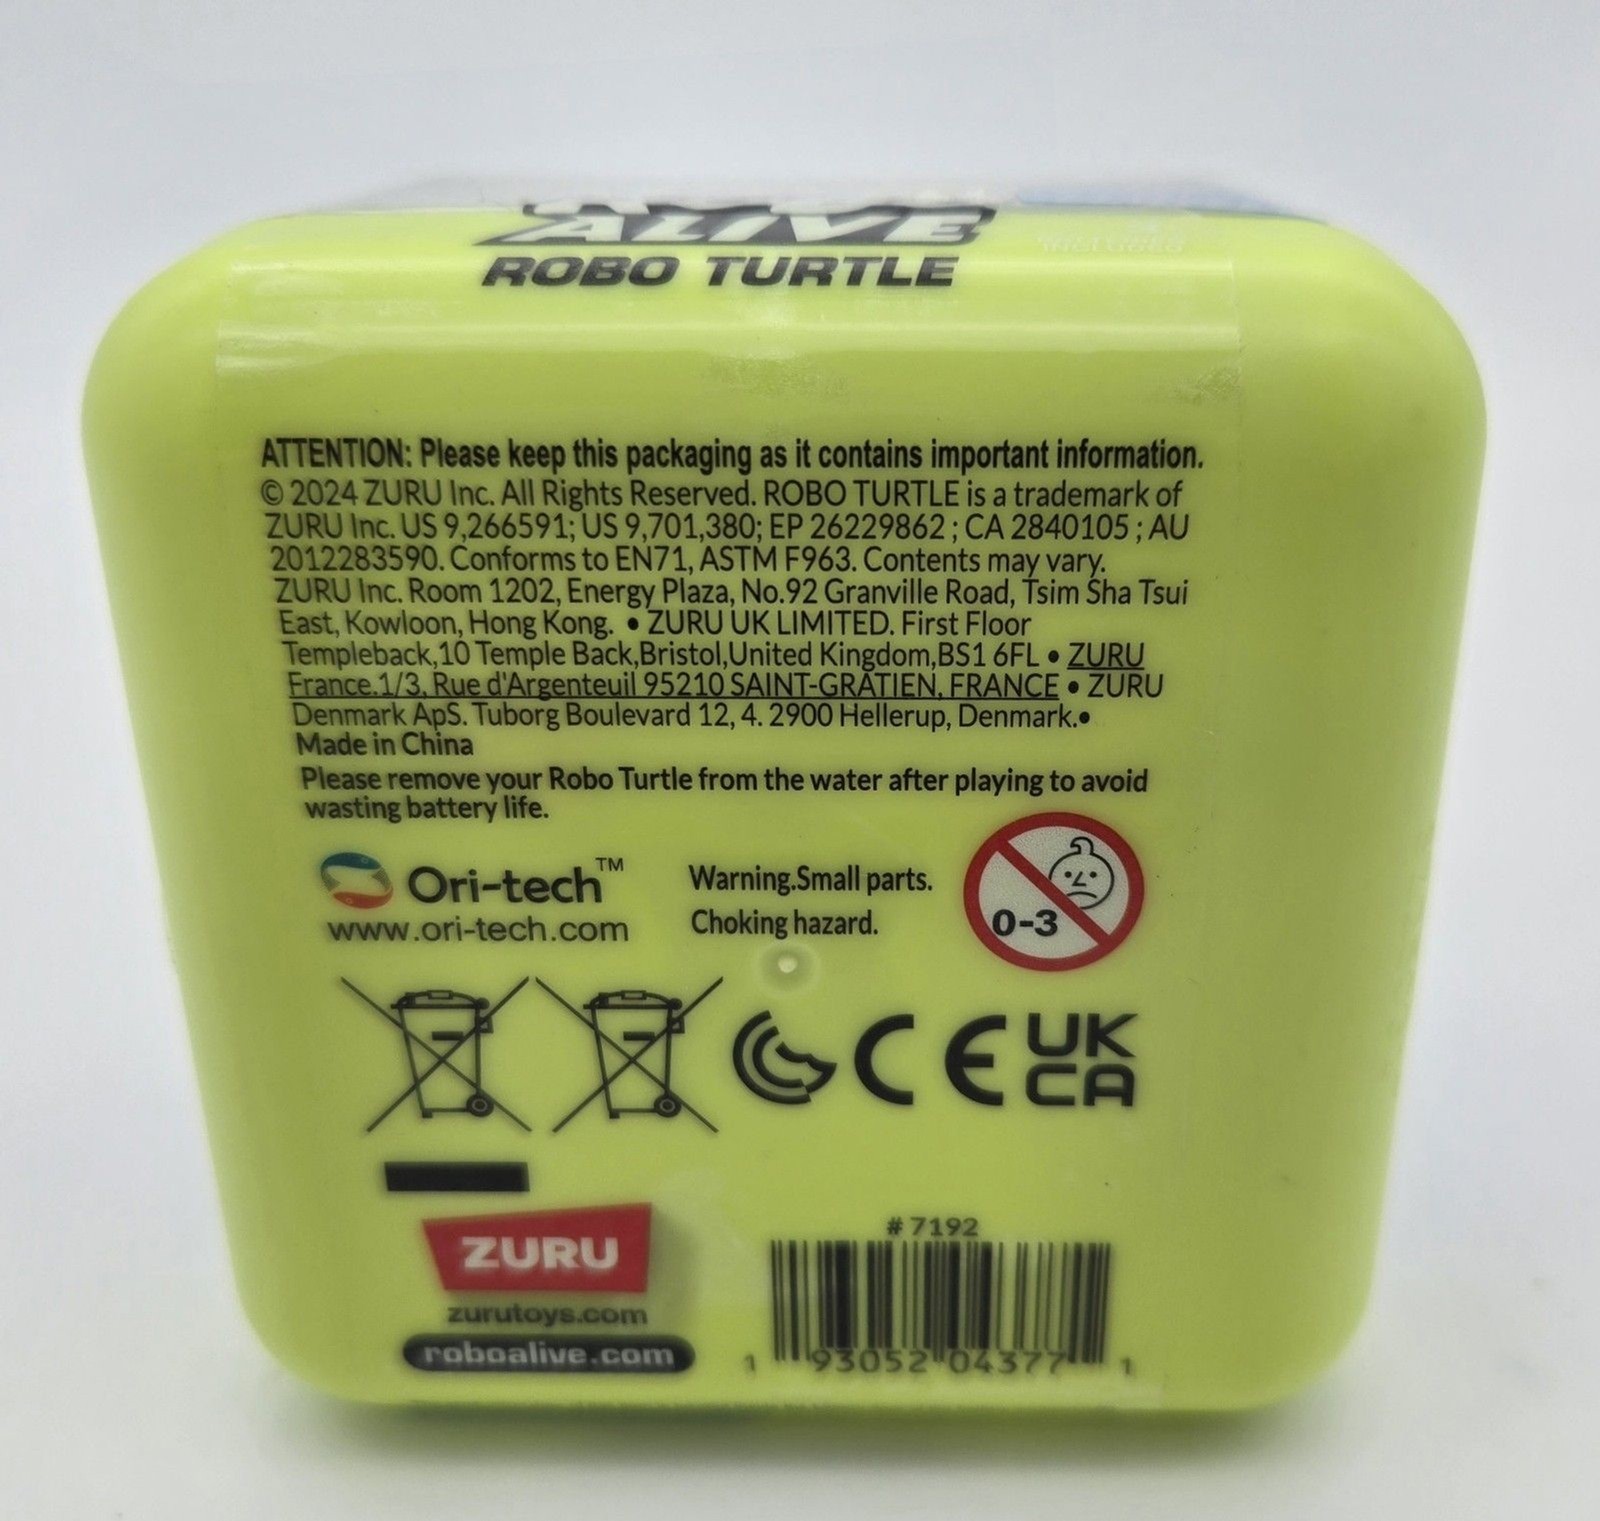 ALIVE
ROBO TURTLE
ATTENTION: Please keep this packaging as it contains important information.
© 2024 ZURU Inc. All Rights Reserved. ROBO TURTLE is a trademark of
ZURU Inc. US 9,266591; US 9,701,380; EP 26229862 ; CA 2840105 ; AU
2012283590. Conforms to EN71, ASTM F963. Contents may vary.
ZURU Inc. Room 1202, Energy Plaza, No.92 Granville Road, Tsim Sha Tsui
East, Kowloon, Hong Kong. • ZURU UK LIMITED. First Floor
Templeback,10 Temple Back,Bristol,United Kingdom,BS1 6FL • ZURU
France.1/3, Rue d'Argenteuil 95210 SAINT-GRATIEN, FRANCE • ZURU
Denmark ApS. Tuborg Boulevard 12, 4. 2900 Hellerup, Denmark.•
Made in China
Please remove your Robo Turtle from the water after playing to avoid
wasting battery life.
Ori-tech™
www.ori-tech.com
Warning.Small parts.
Choking hazard.
0-3
CE
UK
CA
ZURU
zurutoys.com
roboalive.com
# 7192
1 93052 04377 1